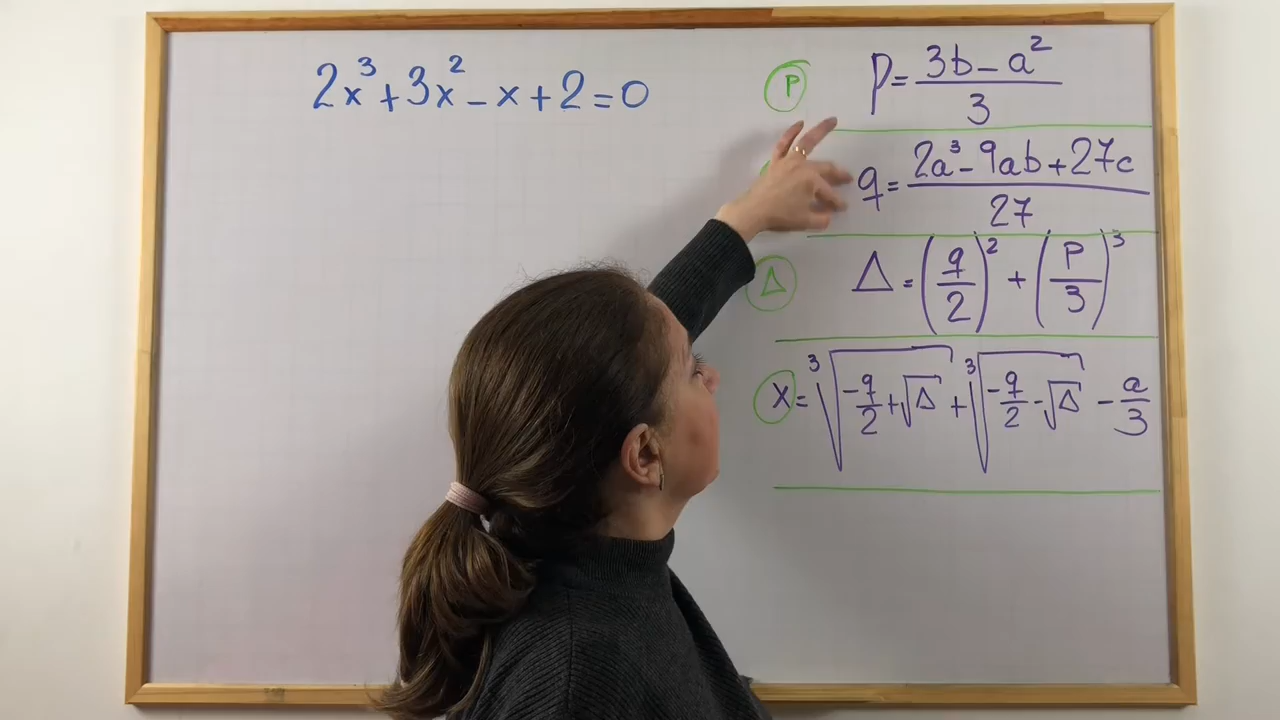 2x³+3x²-x+2=0
P P=(3b-a²)/3
q=(2a³-9ab+27c)/27
Δ Δ=(q/2)²+(P/3)³
x=∛(-q/2+√Δ)+∛(-q/2-√Δ)-a/3